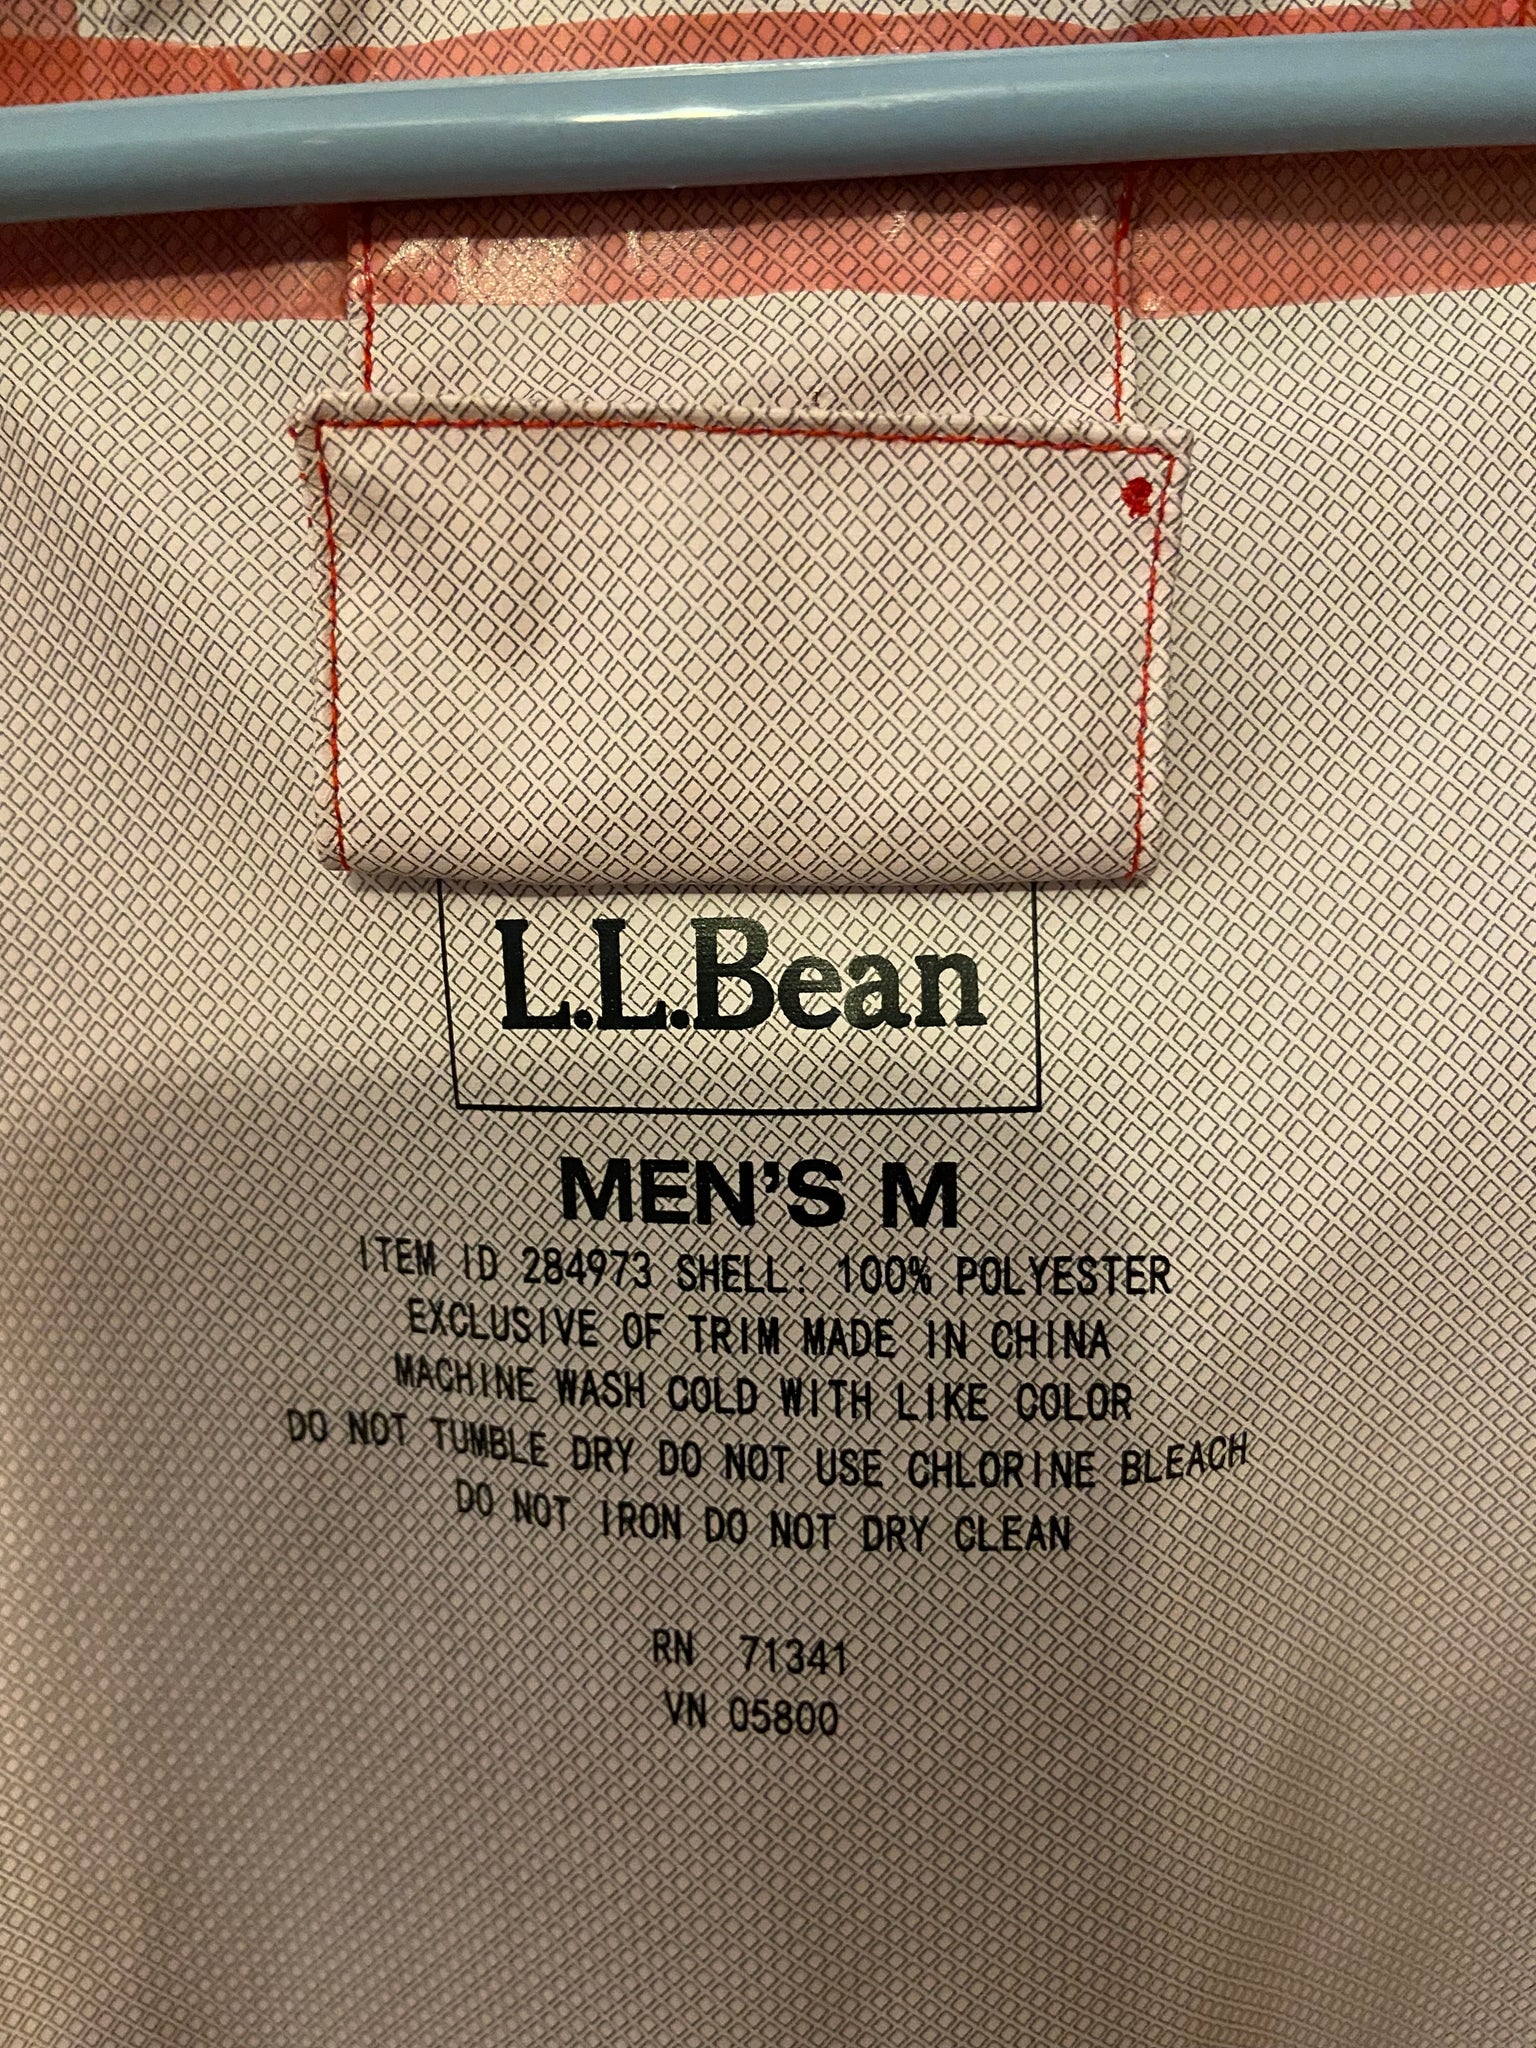 L.L.Bean
MEN'S M
ITEM ID 284973 SHELL: 100% POLYESTER
EXCLUSIVE OF TRIM MADE IN CHINA
MACHINE WASH COLD WITH LIKE COLOR
DO NOT TUMBLE DRY DO NOT USE CHLORINE BLEACH
DO NOT IRON DO NOT DRY CLEAN
RN 71341
VN 05800